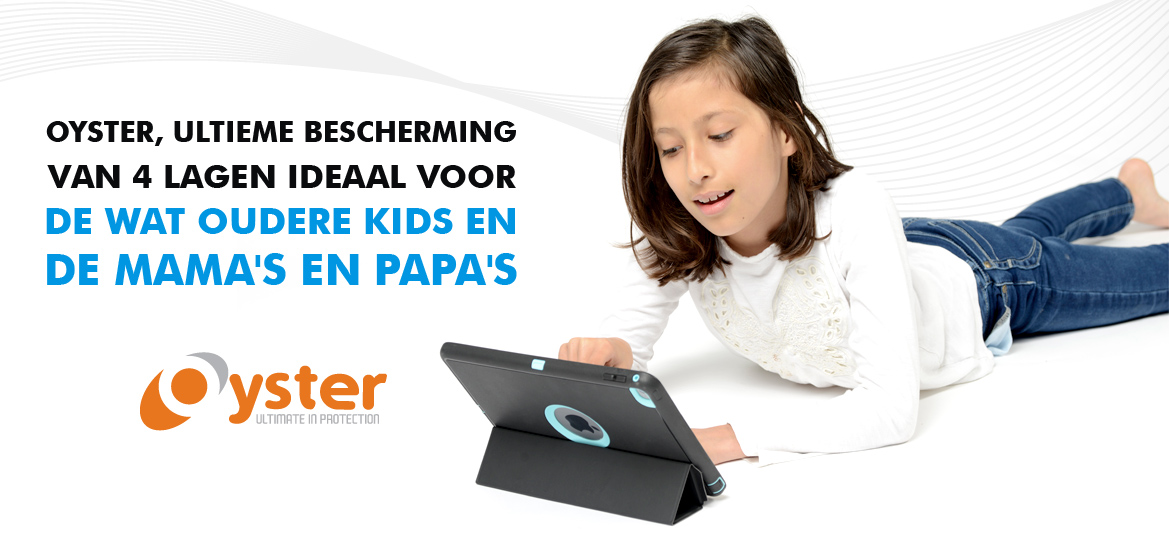 OYSTER, ULTIEME BESCHERMING
VAN 4 LAGEN IDEAAL VOOR
DE WAT OUDERE KIDS EN
DE MAMA'S EN PAPA'S
Oyster
ULTIMATE IN PROTECTION